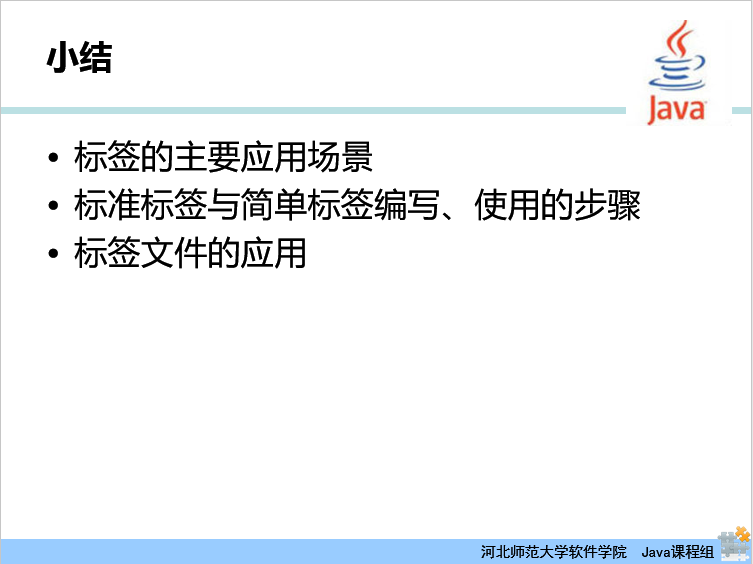 小结
Java
• 标签的主要应用场景
• 标准标签与简单标签编写、使用的步骤
• 标签文件的应用
河北师范大学软件学院 Java课程组